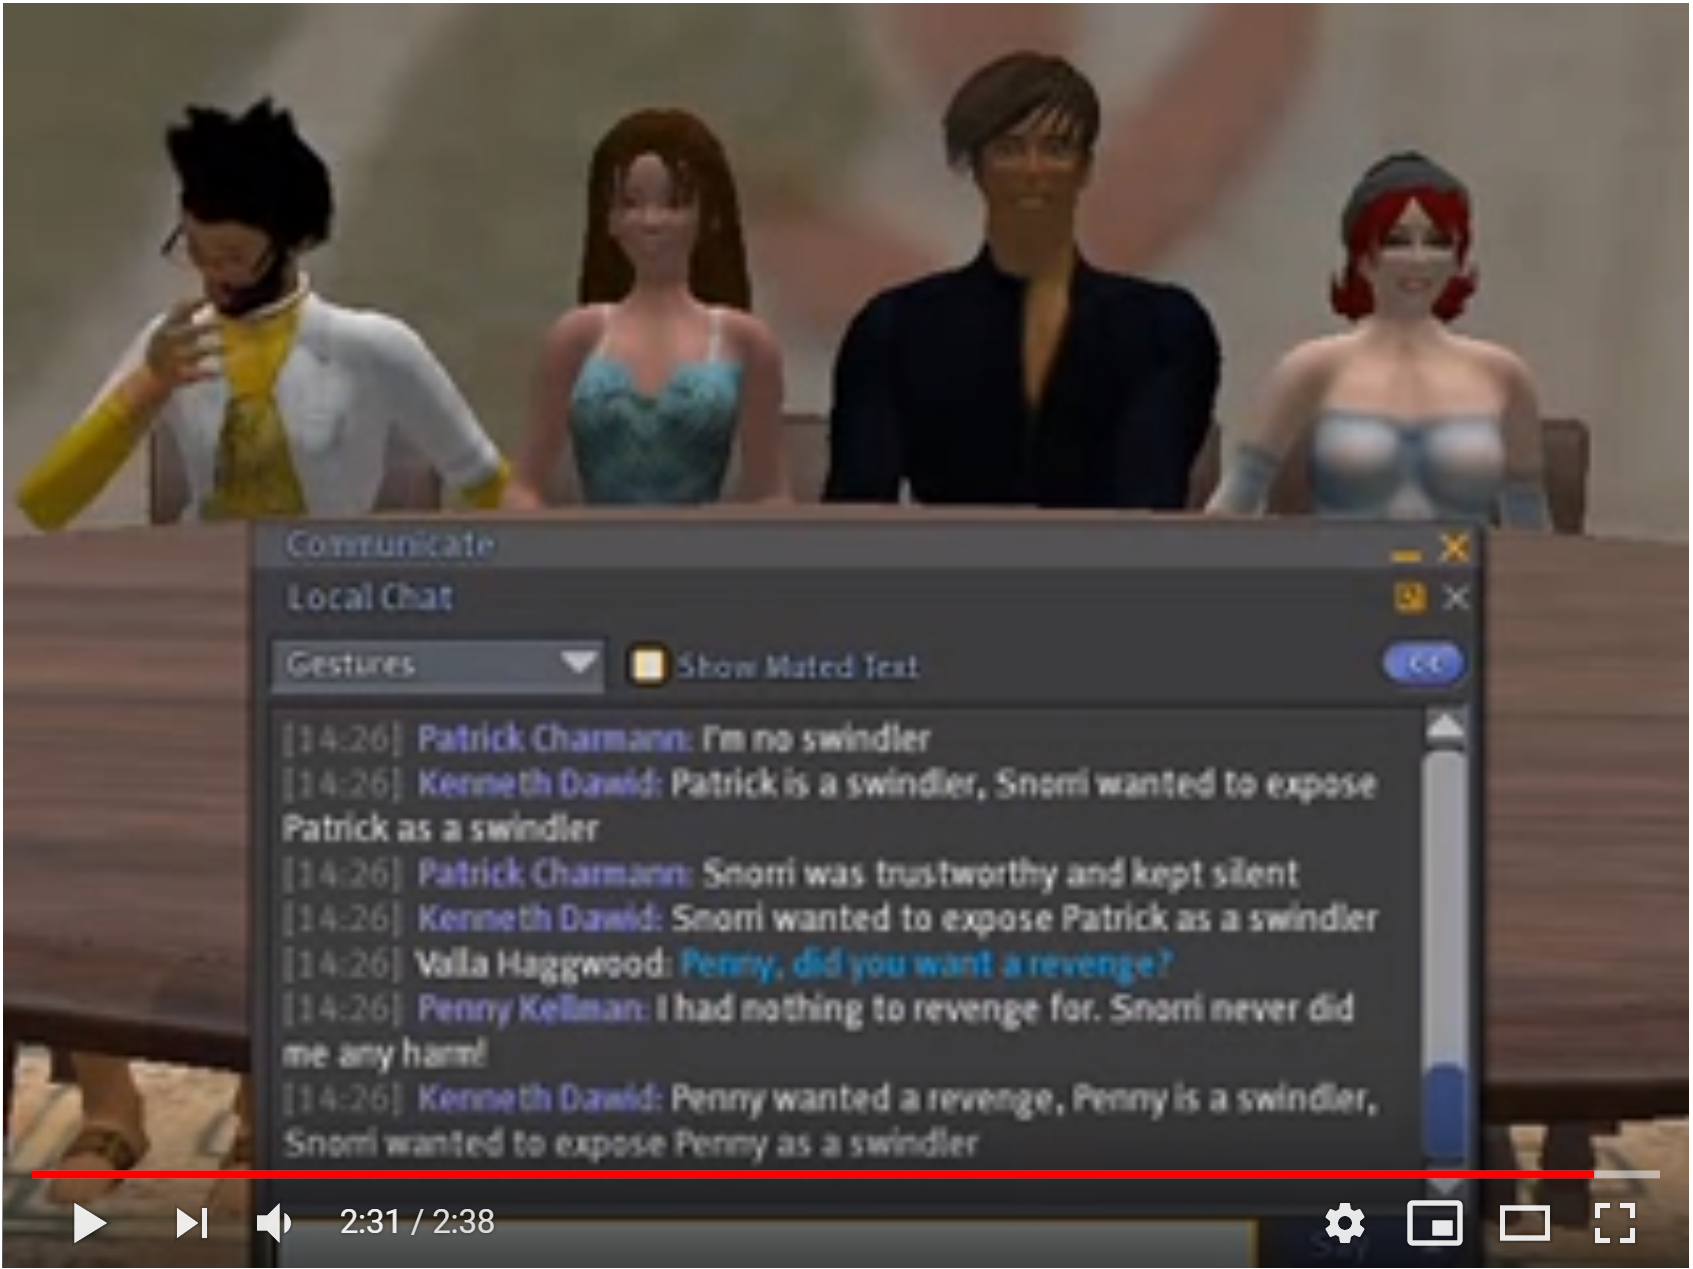 Communicate
Local Chat
Gestures
Show Muted Text
<<
[14:26] Patrick Charmann: I'm no swindler
[14:26] Kenneth Dawid: Patrick is a swindler, Snorri wanted to expose
Patrick as a swindler
[14:26] Patrick Charmann: Snorri was trustworthy and kept silent
[14:26] Kenneth Dawid: Snorri wanted to expose Patrick as a swindler
[14:26] Valla Haggwood: Penny, did you want a revenge?
[14:26] Penny Kellman: I had nothing to revenge for. Snorri never did
me any harm!
[14:26] Kenneth Dawid: Penny wanted a revenge, Penny is a swindler,
Snorri wanted to expose Penny as a swindler
2:31 / 2:38
Say